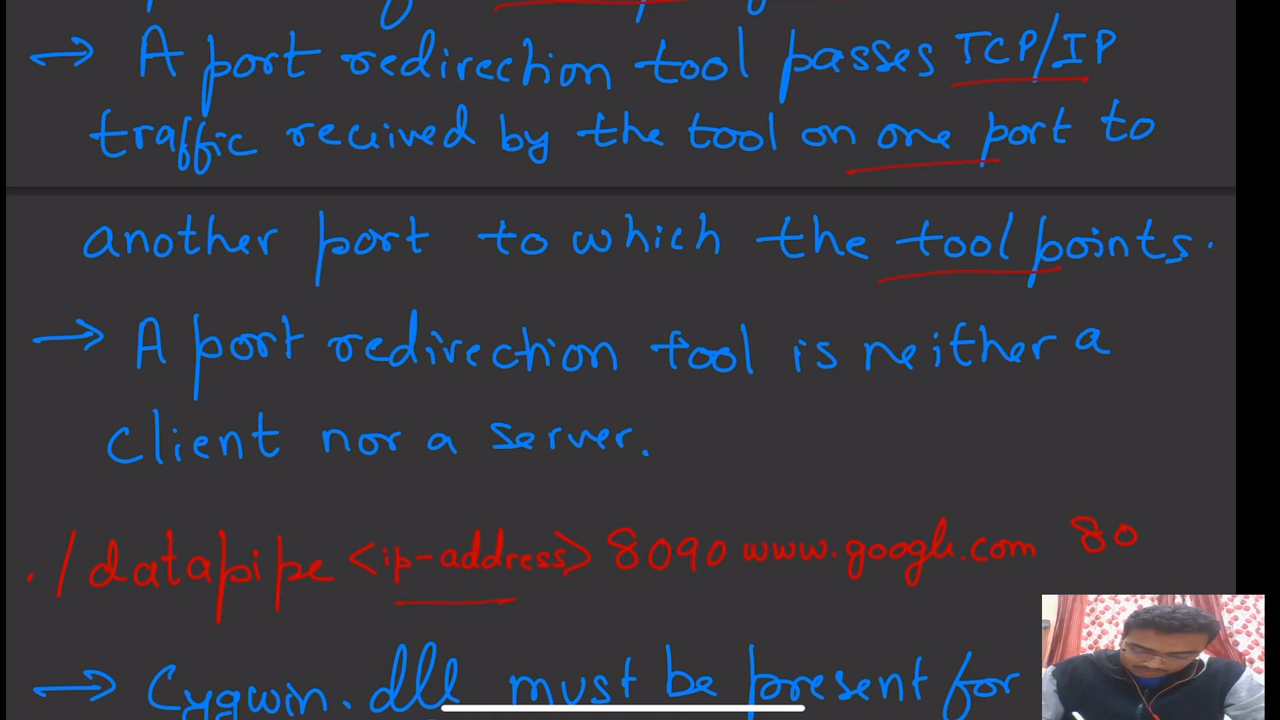 → A port redirection tool passes TCP/IP
traffic recived by the tool on one port to
another port to which the tool points.
→ A port redirection tool is neither a
client nor a server.
./datapipe <ip-address> 8090 www.google.com 80
→ Cygwin.dll must be present for